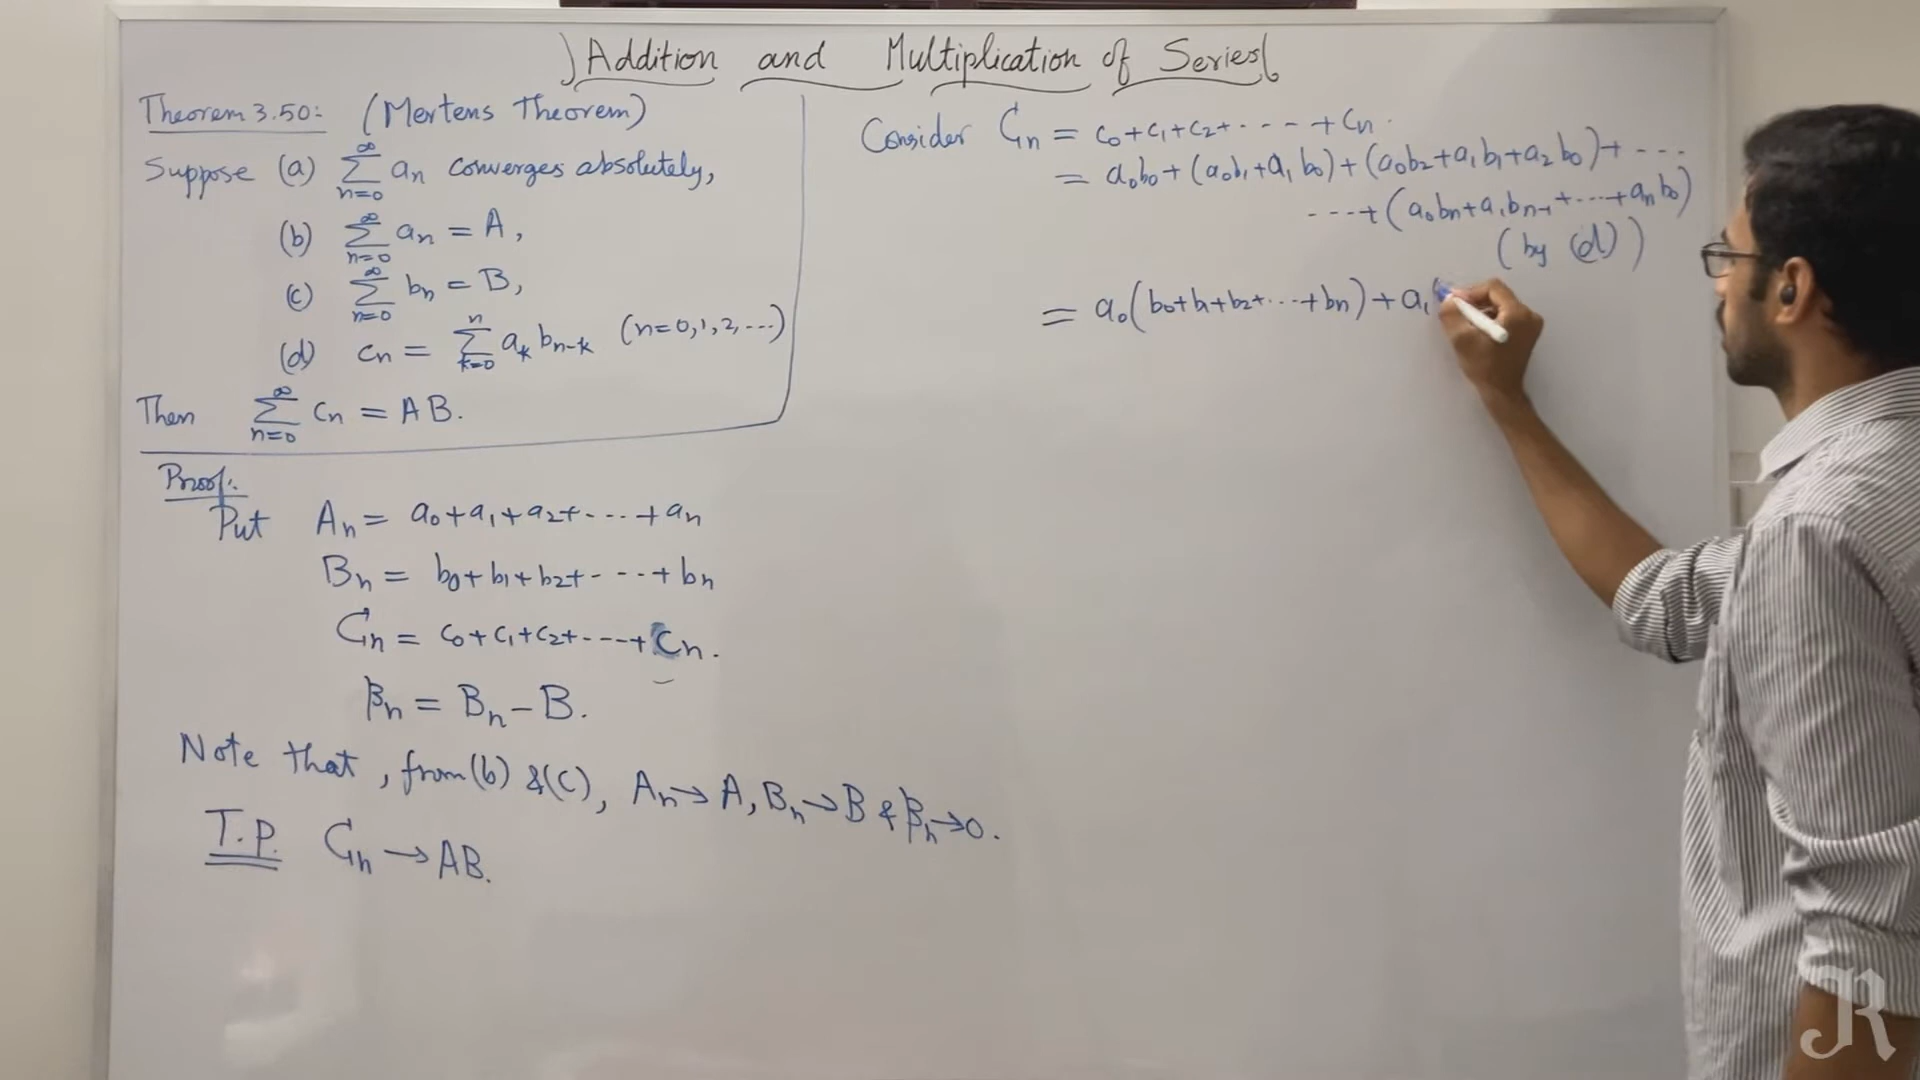 Addition and Multiplication of Series
Theorem 3.50: (Mertens Theorem)
Suppose (a) ∑_{n=0}^{∞} aₙ converges absolutely,
(b) ∑_{n=0}^{∞} aₙ = A,
(c) ∑_{n=0}^{∞} bₙ = B,
(d) cₙ = ∑_{k=0}^{n} aₖ bₙ₋ₖ (n=0,1,2,...)
Then ∑_{n=0}^{∞} cₙ = AB.
Proof:
Put Aₙ = a₀+a₁+a₂+-...+aₙ
Bₙ = b₀+b₁+b₂+-...+bₙ
Cₙ = c₀+c₁+c₂+----+cₙ.
βₙ = Bₙ-B.
Note that, from (b) &(c), Aₙ→A, Bₙ→B & βₙ→0.
T.P. Cₙ→AB.
Consider Cₙ = c₀+c₁+c₂+----+cₙ.
= a₀b₀+(a₀b₁+a₁b₀)+(a₀b₂+a₁b₁+a₂b₀)+---
----+(a₀bₙ+a₁bₙ₋₁+...+aₙb₀)
(by (d))
= a₀(b₀+b₁+b₂+...+bₙ)+a₁(
R